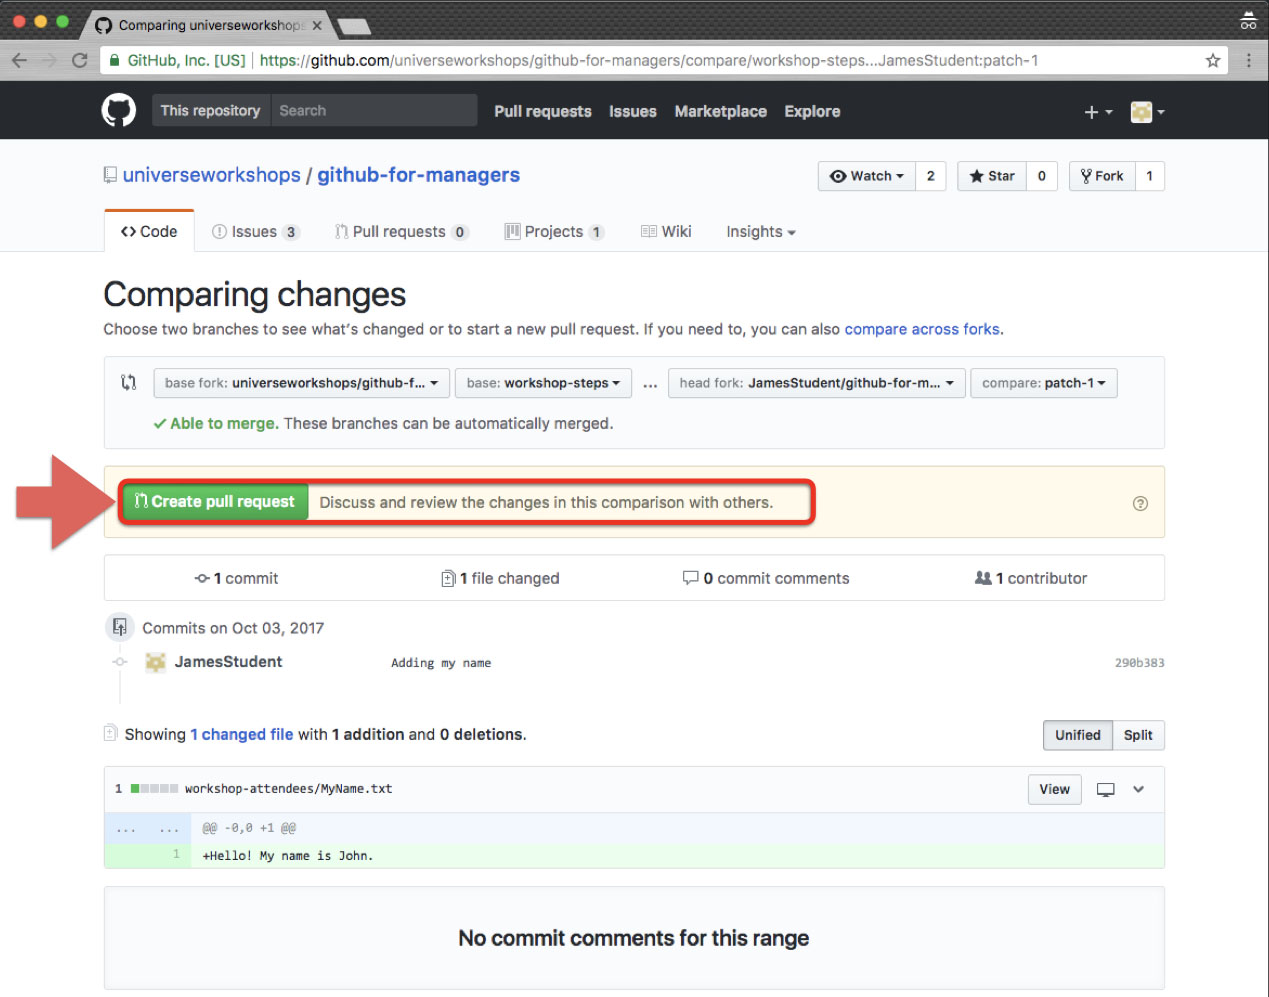 Comparing universeworkshops
GitHub, Inc. [US] https://github.com/universeworkshops/github-for-managers/compare/workshop-steps...JamesStudent:patch-1
This repository Search Pull requests Issues Marketplace Explore
universeworkshops / github-for-managers Watch 2 Star 0 Fork 1
Code Issues 3 Pull requests 0 Projects 1 Wiki Insights
Comparing changes
Choose two branches to see what's changed or to start a new pull request. If you need to, you can also compare across forks.
base fork: universeworkshops/github-f... base: workshop-steps ... head fork: JamesStudent/github-for-m... compare: patch-1
Able to merge. These branches can be automatically merged.
Create pull request Discuss and review the changes in this comparison with others.
1 commit 1 file changed 0 commit comments 1 contributor
Commits on Oct 03, 2017
JamesStudent Adding my name 290b383
Showing 1 changed file with 1 addition and 0 deletions. Unified Split
1 workshop-attendees/MyName.txt View
... ... @@ -0,0 +1 @@
1 +Hello! My name is John.
No commit comments for this range